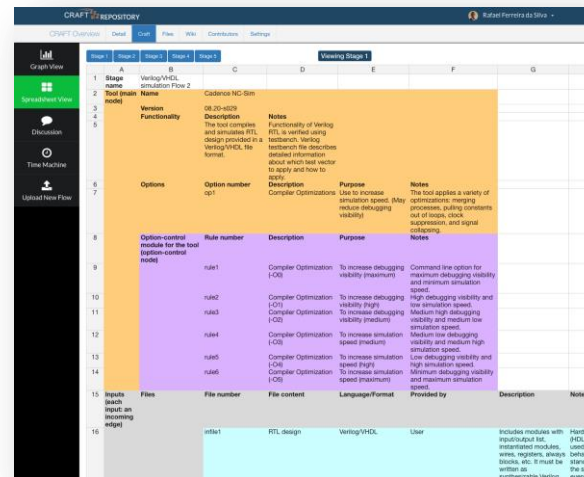 CRAFT REPOSITORY
Rafael Ferreira da Silva
CRAFT Overview Detail Craft Files Wiki Contributors Settings
Graph View
Spreadsheet View
Discussion
Time Machine
Upload New Flow
Stage 1 Stage 2 Stage 3 Stage 4 Stage 5 Viewing Stage 1
A B C D E F G
1 Stage name Verilog/VHDL simulation Flow 2
2 Tool (main node) Name Cadence NC-Sim
3 Version 08.20-s029
4 Functionality Description Notes
5 The tool compiles and simulates RTL design provided in a Verilog/VHDL file format. Functionality of Verilog RTL is verified using testbench. Verilog testbench file describes detailed information about which test vector to apply and how to apply.
6 Options Option number Description Purpose Notes
7 op1 Compiler Optimizations Use to increase simulation speed. (May reduce debugging visibility) The tool applies a variety of optimizations: merging processes, pulling constants out of loops, clock suppression, and signal collapsing.
8 Option-control module for the tool (option-control node) Rule number Description Purpose Notes
9 rule1 Compiler Optimization (-O0) To increase debugging visibility (maximum) Command line option for maximum debugging visibility and minimum simulation speed.
10 rule2 Compiler Optimization (-O1) To increase debugging visibility (high) High debugging visibility and low simulation speed.
11 rule3 Compiler Optimization (-O2) To increase debugging visibility (medium) Medium high debugging visibility and medium low simulation speed.
12 rule4 Compiler Optimization (-O3) To increase simulation speed (medium) Medium low debugging visibility and medium high simulation speed.
13 rule5 Compiler Optimization (-O4) To increase simulation speed (high) Low debugging visibility and high simulation speed.
14 rule6 Compiler Optimization (-O5) To increase simulation speed (maximum) Minimum debugging visibility and maximum simulation speed.
15 Inputs (each input: an incoming edge) Files File number File content Language/Format Provided by Description Note
16 infile1 RTL design Verilog/VHDL User Includes modules with input/output list, instantiated modules, wires, registers, always blocks, etc. It must be written as